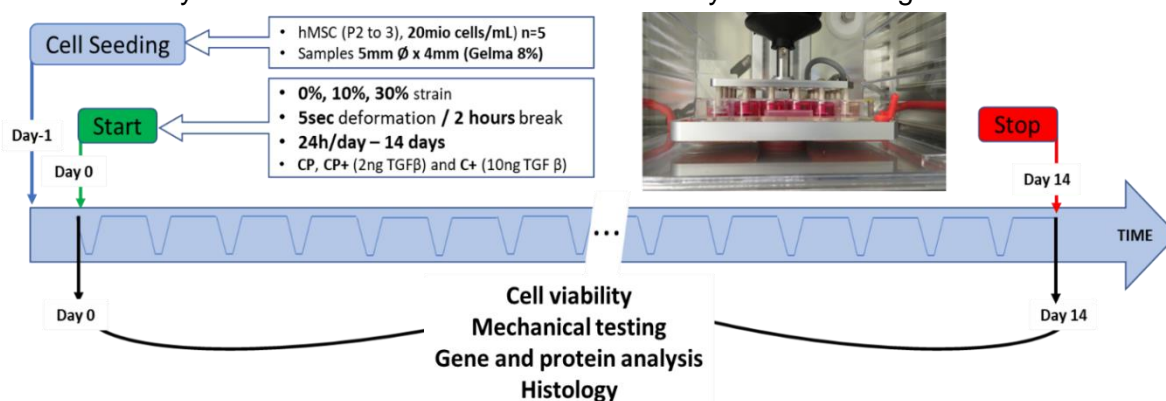 Cell Seeding
• hMSC (P2 to 3), 20mio cells/mL) n=5
• Samples 5mm Ø x 4mm (Gelma 8%)
Start
• 0%, 10%, 30% strain
• 5sec deformation / 2 hours break
• 24h/day – 14 days
• CP, CP+ (2ng TGFβ) and C+ (10ng TGF β)
Stop
Day-1
Day 0
Day 14
...
TIME
Day 0
Day 14
Cell viability
Mechanical testing
Gene and protein analysis
Histology